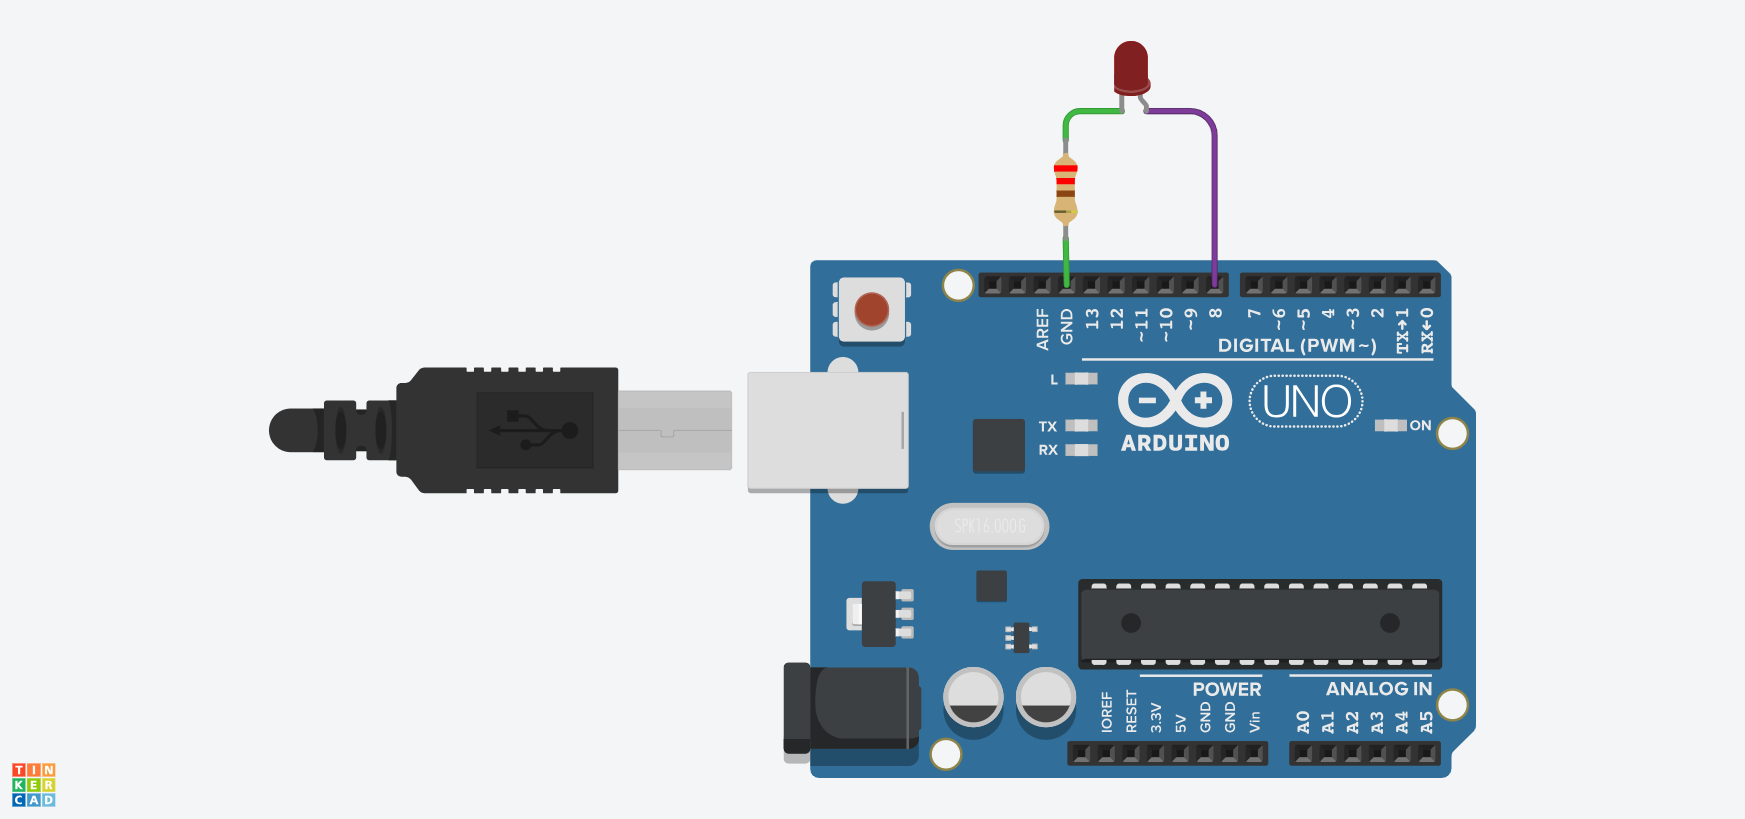 AREF
GND
13
12
~11
~10
~9
8
7
~6
~5
4
~3
2
TX→1
RX←0
DIGITAL (PWM~)
L
TX
RX
ARDUINO
UNO
ON
SPK16.000G
POWER
ANALOG IN
IOREF
RESET
3.3V
5V
GND
GND
Vin
A0
A1
A2
A3
A4
A5
TIN
KER
CAD